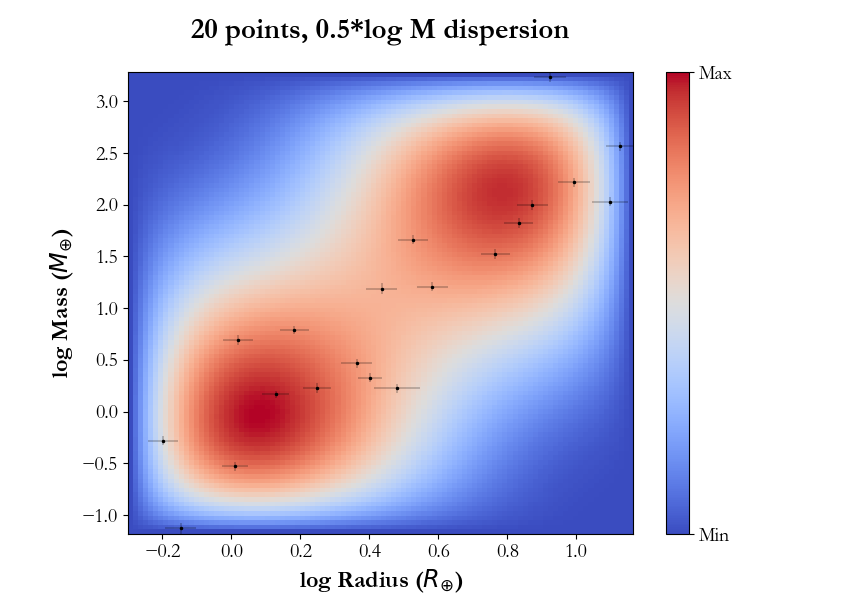 20 points, 0.5*log M dispersion
Max
3.0
2.5
2.0
1.5
1.0
0.5
0.0
−0.5
−1.0
log Mass (M⊕)
Min
−0.2 0.0 0.2 0.4 0.6 0.8 1.0
log Radius (R⊕)